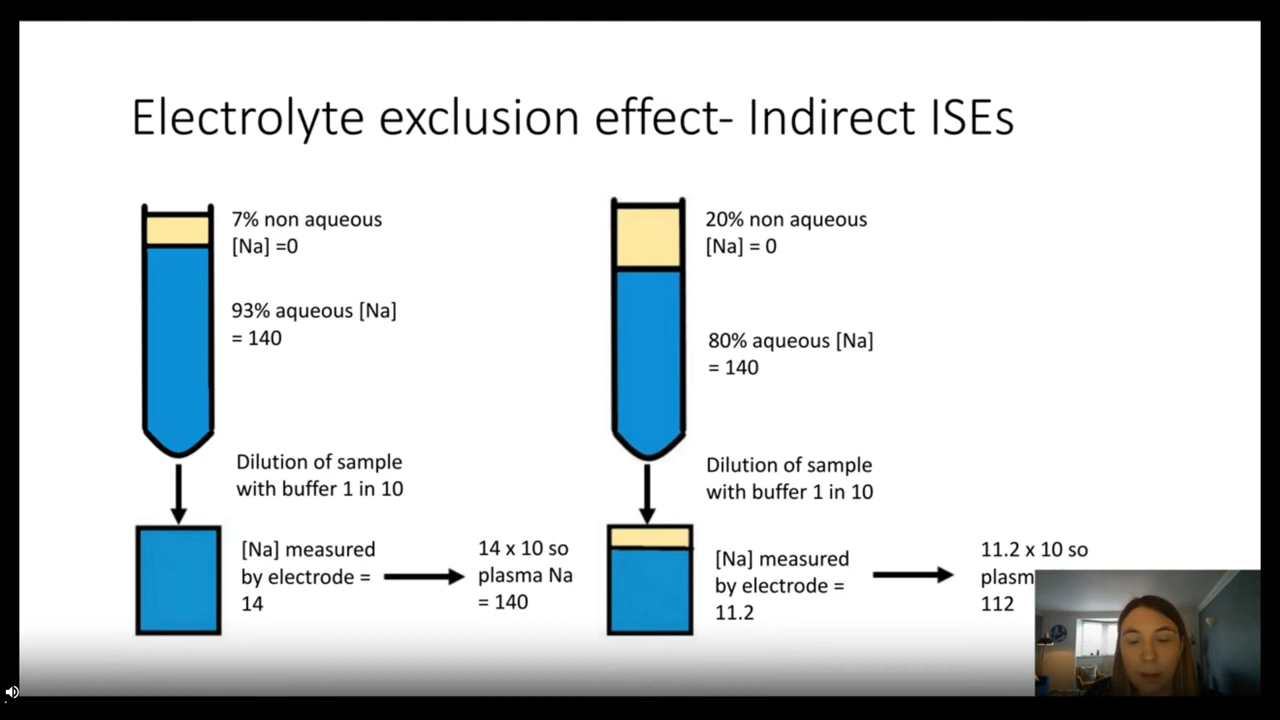 Electrolyte exclusion effect- Indirect ISEs
7% non aqueous
[Na] =0
93% aqueous [Na]
= 140
Dilution of sample
with buffer 1 in 10
[Na] measured
by electrode =
14
14 x 10 so
plasma Na
= 140
20% non aqueous
[Na] = 0
80% aqueous [Na]
= 140
Dilution of sample
with buffer 1 in 10
[Na] measured
by electrode =
11.2
11.2 x 10 so
plasm
112